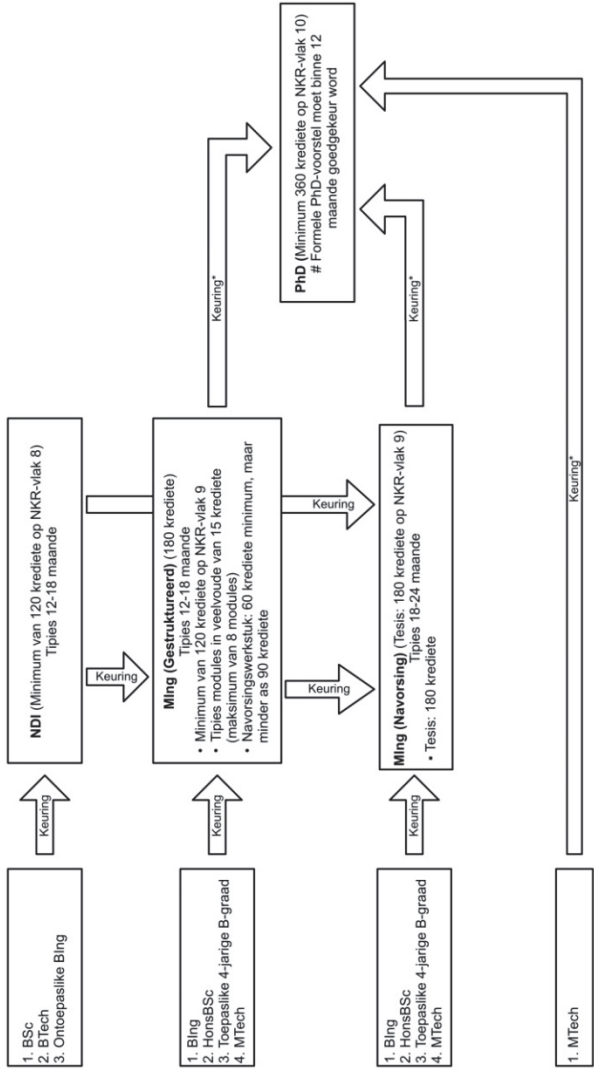 1. BSc
2. BTech
3. Ontoepaslike BIng
Keuring
NDI (Minimum van 120 krediete op NKR-vlak 8)
Tipies 12-18 maande
Keuring
Keuring
1. BIng
2. HonsBSc
3. Toepaslike 4-jarige B-graad
4. MTech
Keuring
MIng (Gestruktureerd) (180 krediete)
Tipies 12-18 maande
• Minimum van 120 krediete op NKR-vlak 9
• Tipies modules in veelvoude van 15 krediete
(maksimum van 8 modules)
• Navorsingswerkstuk: 60 krediete minimum, maar
minder as 90 krediete
Keuring*
Keuring
1. BIng
2. HonsBSc
3. Toepaslike 4-jarige B-graad
4. MTech
Keuring
MIng (Navorsing) (Tesis: 180 krediete op NKR-vlak 9)
Tipies 18-24 maande
• Tesis: 180 krediete
Keuring*
PhD (Minimum 360 krediete op NKR-vlak 10)
# Formele PhD-voorstel moet binne 12
maande goedgekeur word
1. MTech
Keuring*